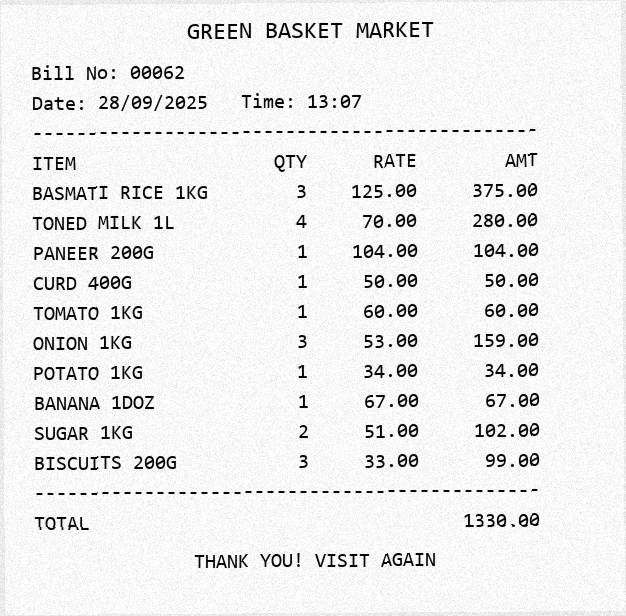 GREEN BASKET MARKET
Bill No: 00062
Date: 28/09/2025 Time: 13:07
----------------------------------------------
ITEM QTY RATE AMT
BASMATI RICE 1KG 3 125.00 375.00
TONED MILK 1L 4 70.00 280.00
PANEER 200G 1 104.00 104.00
CURD 400G 1 50.00 50.00
TOMATO 1KG 1 60.00 60.00
ONION 1KG 3 53.00 159.00
POTATO 1KG 1 34.00 34.00
BANANA 1DOZ 1 67.00 67.00
SUGAR 1KG 2 51.00 102.00
BISCUITS 200G 3 33.00 99.00
----------------------------------------------
TOTAL 1330.00
THANK YOU! VISIT AGAIN